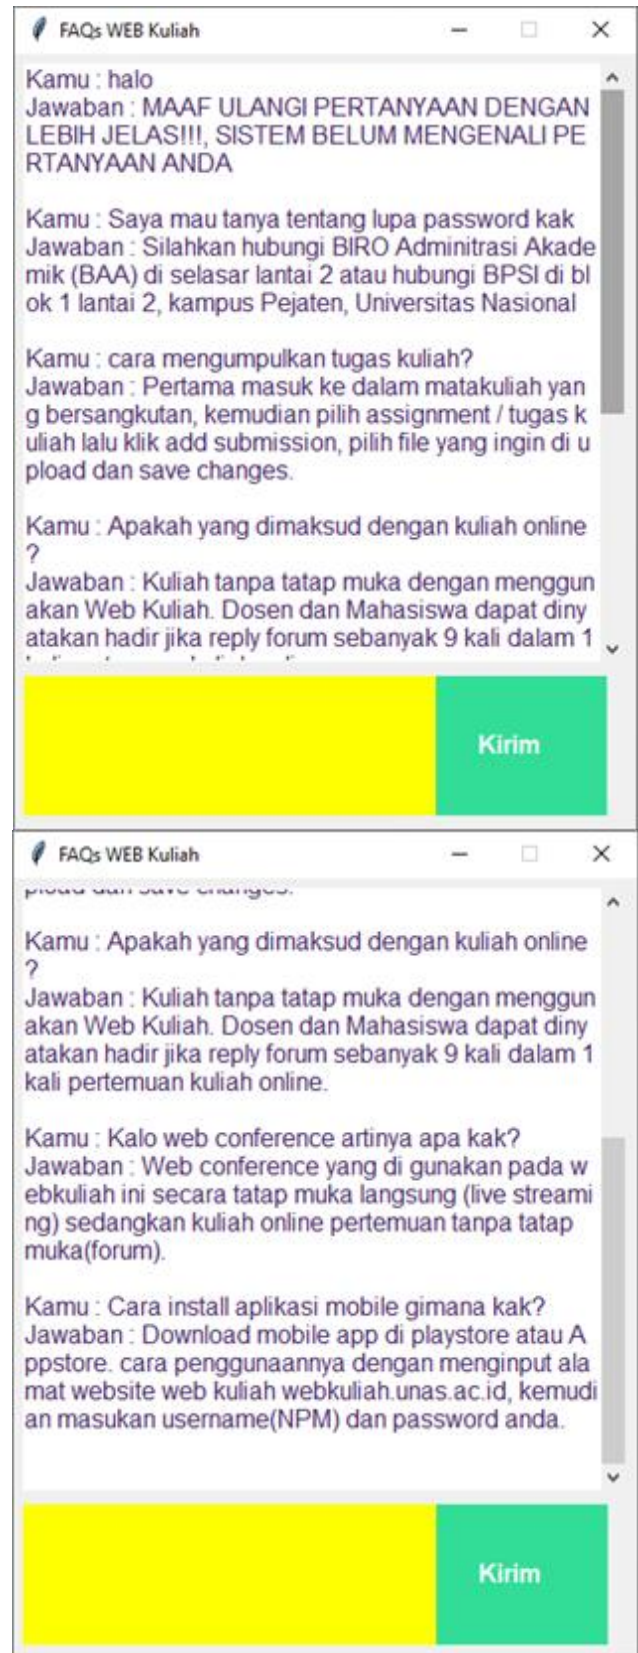 FAQs WEB Kuliah
Kamu : halo
Jawaban : MAAF ULANGI PERTANYAAN DENGAN
LEBIH JELAS!!!, SISTEM BELUM MENGENALI PE
RTANYAAN ANDA
Kamu : Saya mau tanya tentang lupa password kak
Jawaban : Silahkan hubungi BIRO Adminitrasi Akade
mik (BAA) di selasar lantai 2 atau hubungi BPSI di bl
ok 1 lantai 2, kampus Pejaten, Universitas Nasional
Kamu : cara mengumpulkan tugas kuliah?
Jawaban : Pertama masuk ke dalam matakuliah yan
g bersangkutan, kemudian pilih assignment / tugas k
uliah lalu klik add submission, pilih file yang ingin di u
pload dan save changes.
Kamu : Apakah yang dimaksud dengan kuliah online
?
Jawaban : Kuliah tanpa tatap muka dengan menggun
akan Web Kuliah. Dosen dan Mahasiswa dapat diny
atakan hadir jika reply forum sebanyak 9 kali dalam 1
Kirim
FAQs WEB Kuliah
pload dan save changes.
Kamu : Apakah yang dimaksud dengan kuliah online
?
Jawaban : Kuliah tanpa tatap muka dengan menggun
akan Web Kuliah. Dosen dan Mahasiswa dapat diny
atakan hadir jika reply forum sebanyak 9 kali dalam 1
kali pertemuan kuliah online.
Kamu : Kalo web conference artinya apa kak?
Jawaban : Web conference yang di gunakan pada w
ebkuliah ini secara tatap muka langsung (live streami
ng) sedangkan kuliah online pertemuan tanpa tatap
muka(forum).
Kamu : Cara install aplikasi mobile gimana kak?
Jawaban : Download mobile app di playstore atau A
ppstore. cara penggunaannya dengan menginput ala
mat website web kuliah webkuliah.unas.ac.id, kemudi
an masukan username(NPM) dan password anda.
Kirim